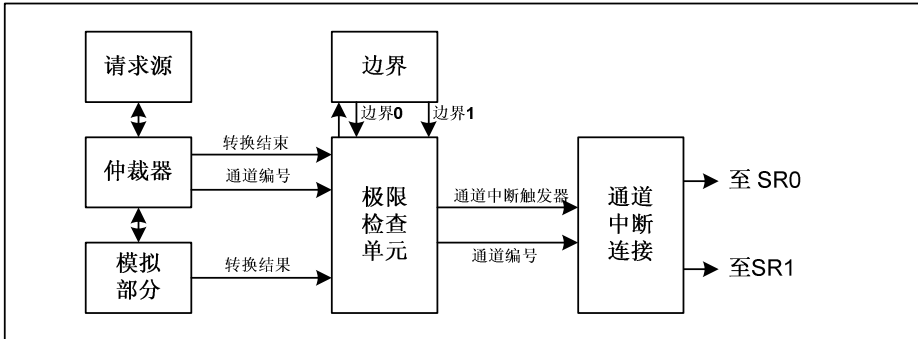 请求源
边界
边界0
边界1
转换结束
仲裁器
通道编号
极限
检查
单元
通道中断触发器
通道编号
通道
中断
连接
至 SR0
至SR1
模拟
部分
转换结果